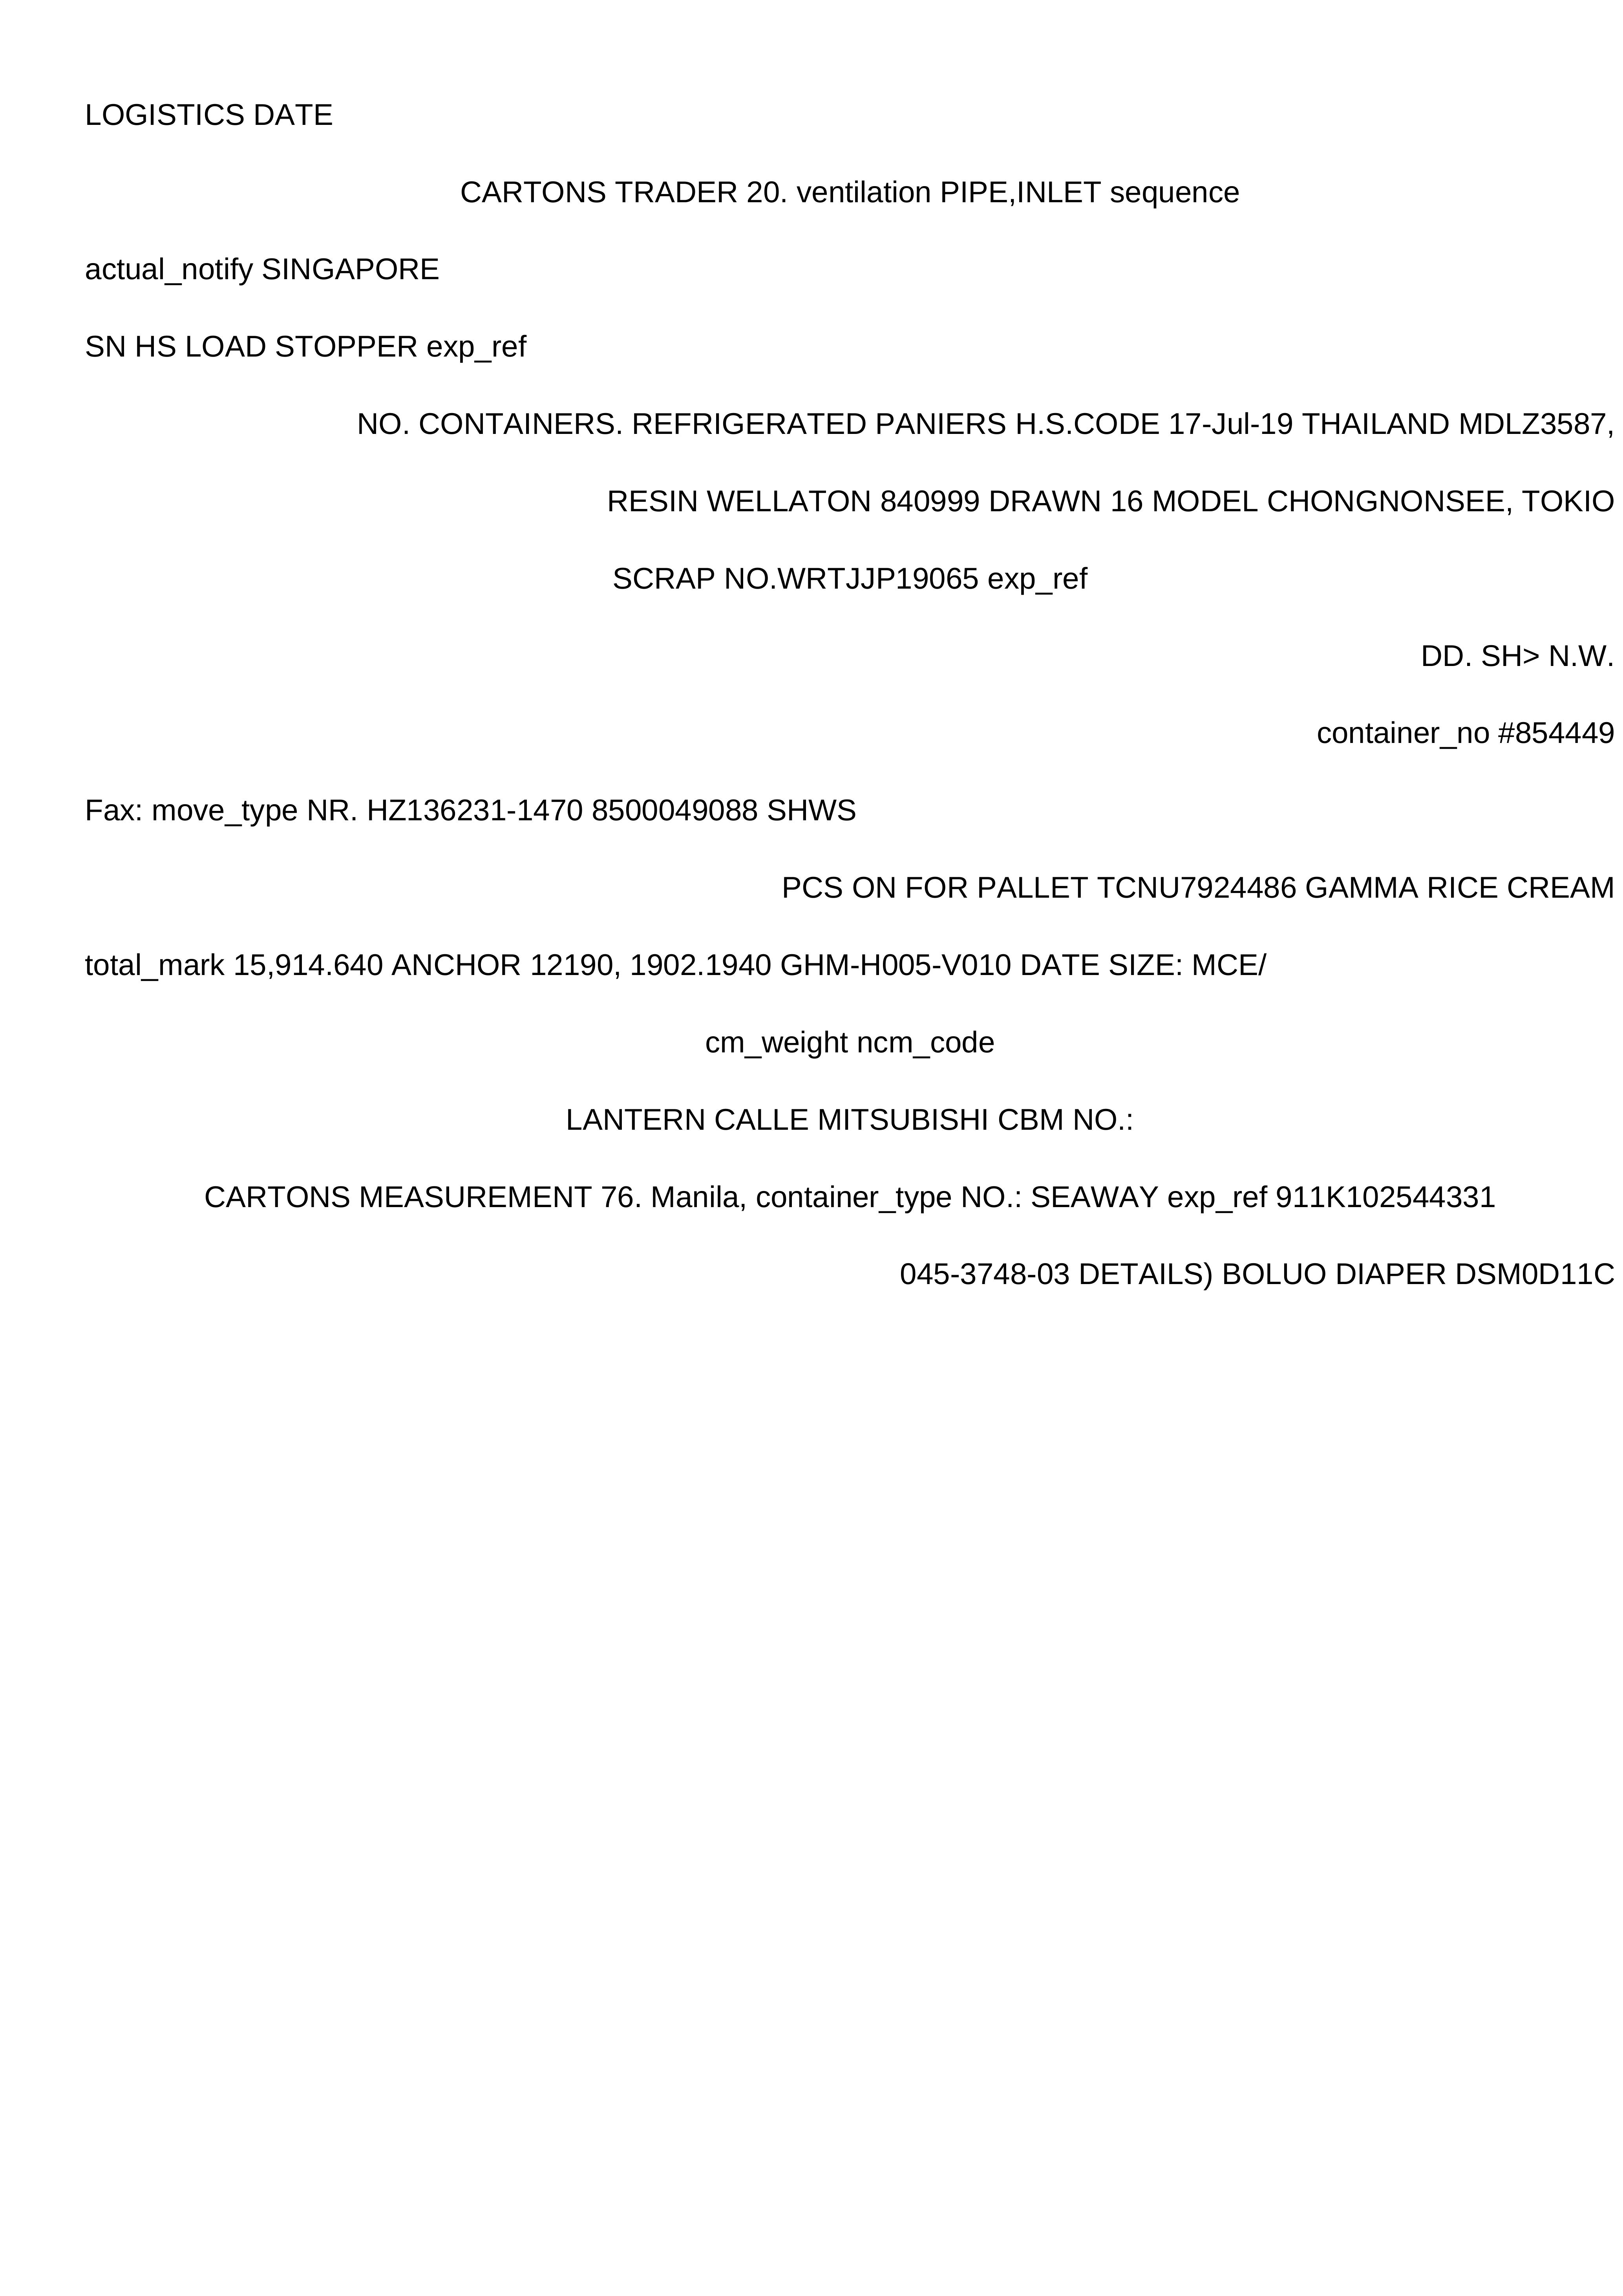 LOGISTICS DATE
CARTONS TRADER 20. ventilation PIPE,INLET sequence
actual_notify SINGAPORE
SN HS LOAD STOPPER exp_ref
NO. CONTAINERS. REFRIGERATED PANIERS H.S.CODE 17-Jul-19 THAILAND MDLZ3587,
RESIN WELLATON 840999 DRAWN 16 MODEL CHONGNONSEE, TOKIO
SCRAP NO.WRTJJP19065 exp_ref
DD. SH> N.W.
container_no #854449
Fax: move_type NR. HZ136231-1470 8500049088 SHWS
PCS ON FOR PALLET TCNU7924486 GAMMA RICE CREAM
total_mark 15,914.640 ANCHOR 12190, 1902.1940 GHM-H005-V010 DATE SIZE: MCE/
cm_weight ncm_code
LANTERN CALLE MITSUBISHI CBM NO.:
CARTONS MEASUREMENT 76. Manila, container_type NO.: SEAWAY exp_ref 911K102544331
045-3748-03 DETAILS) BOLUO DIAPER DSM0D11C